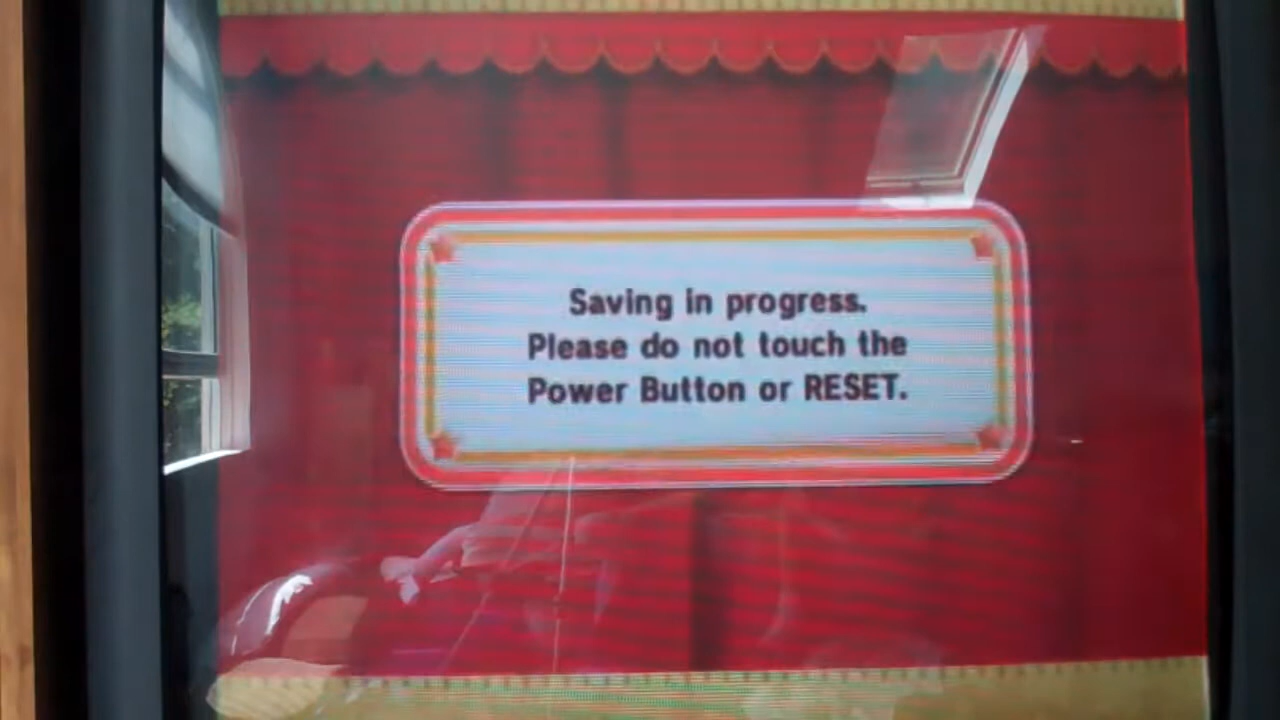 Saving in progress.
Please do not touch the
Power Button or RESET.